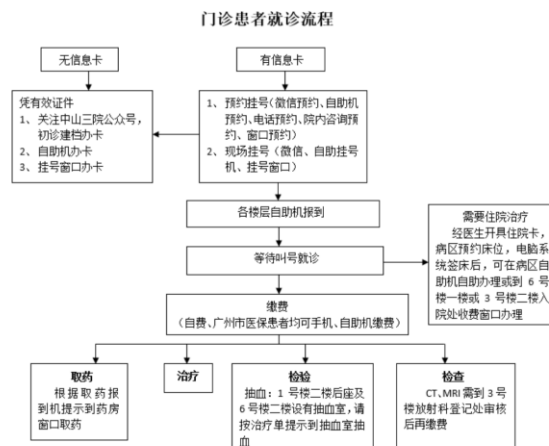 门诊患者就诊流程
无信息卡
有信息卡
凭有效证件
1、关注中山三院公众号，
初诊建档办卡
2、自助机办卡
3、挂号窗口办卡
1、预约挂号（微信预约、自助机
预约、电话预约、院内咨询预
约、窗口预约）
2、现场挂号（微信、自助挂号
机、挂号窗口）
各楼层自助机报到
等待叫号就诊
需要住院治疗
经医生开具住院卡，
病区预约床位，电脑系
统签床后，可在病区自
助机自助办理或到 6 号
楼一楼或 3 号楼二楼入
院处收费窗口办理
缴费
（自费、广州市医保患者均可手机、自助机缴费）
取药
根据取药报
到机提示到药房
窗口取药
治疗
检验
抽血：1 号楼二楼后座及
6 号楼二楼设有抽血室，请
按治疗单提示到抽血室抽
血
检查
CT、MRI 需到 3 号
楼放射科登记处审核
后再缴费